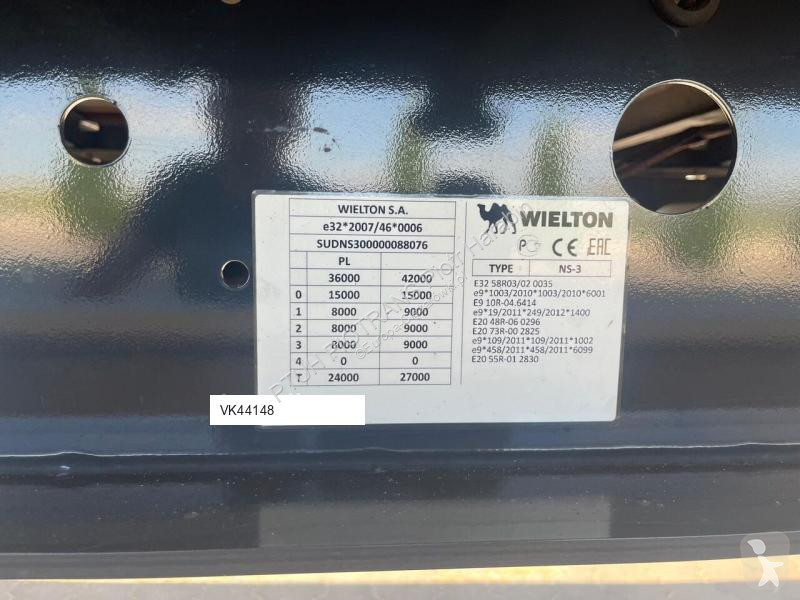 WIELTON S.A.
e32*2007/46*0006
SUDNS300000088076
PL
36000 42000
0 15000 15000
1 8000 9000
2 8000 9000
3 8000 9000
4 0 0
T 24000 27000
WIELTON
P CE EAC
TYPE NS-3
E32 58R03/02 0035
e9*1003/2010*1003/2010*6001
E9 10R-04.6414
e9*19/2011*249/2012*1400
E20 48R-06 0296
E20 73R-00 2825
e9*109/2011*109/2011*1002
e9*458/2011*458/2011*6099
E20 55R-01 2830
VK44148